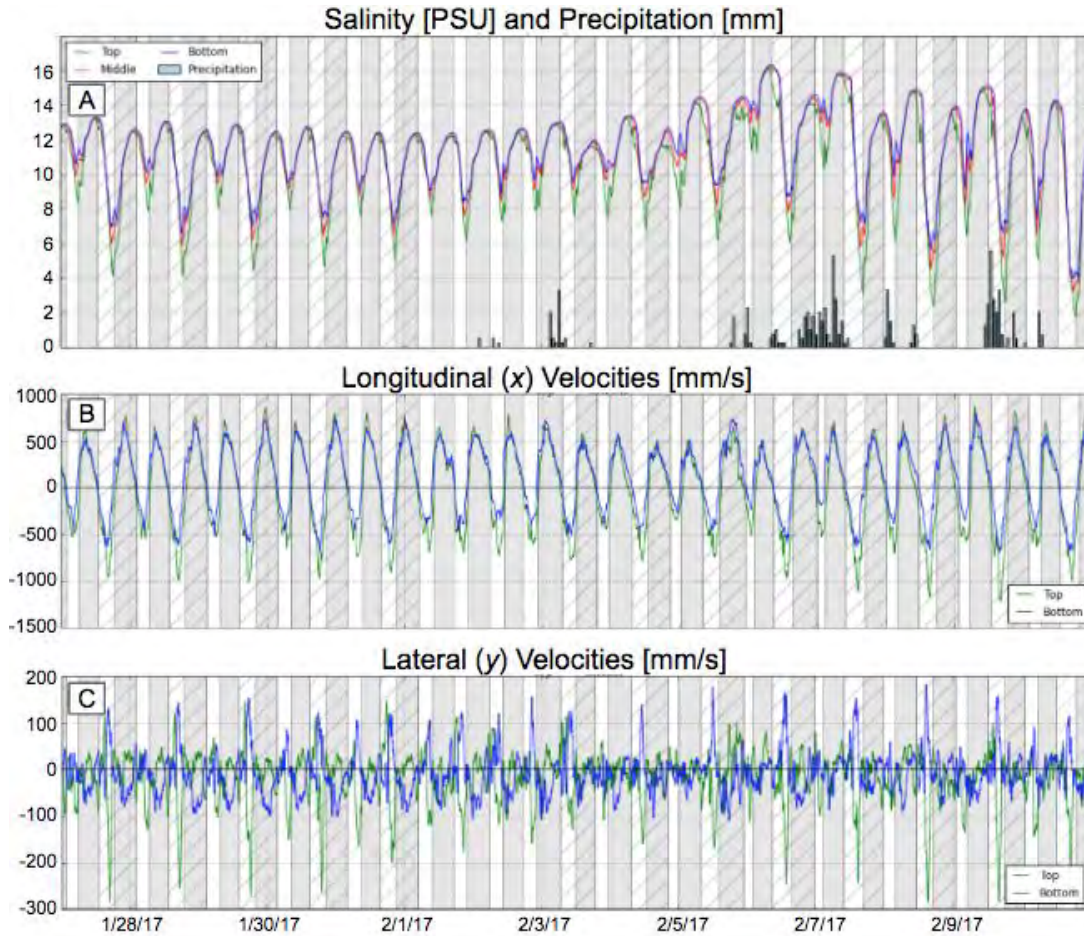 Salinity [PSU] and Precipitation [mm]
Top Bottom
Middle Precipitation
A
16
14
12
10
8
6
4
2
0
Longitudinal (x) Velocities [mm/s]
B
1000
500
0
-500
-1000
-1500
Top
Bottom
Lateral (y) Velocities [mm/s]
C
200
100
0
-100
-200
-300
Top
Bottom
1/28/17 1/30/17 2/1/17 2/3/17 2/5/17 2/7/17 2/9/17